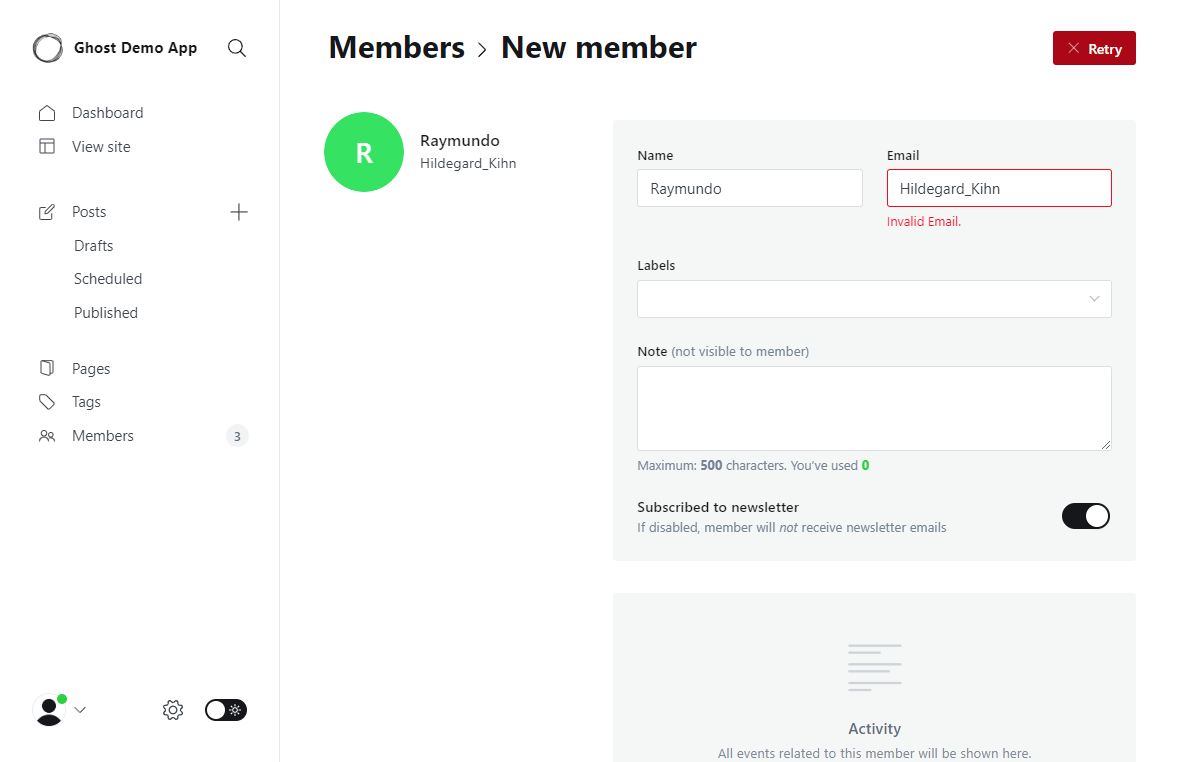 Ghost Demo App
Dashboard
View site
Posts
Drafts
Scheduled
Published
Pages
Tags
Members 3
Members > New member
Retry
R
Raymundo
Hildegard_Kihn
Name
Raymundo
Email
Hildegard_Kihn
Invalid Email.
Labels
Note (not visible to member)
Maximum: 500 characters. You've used 0
Subscribed to newsletter
If disabled, member will not receive newsletter emails
Activity
All events related to this member will be shown here.